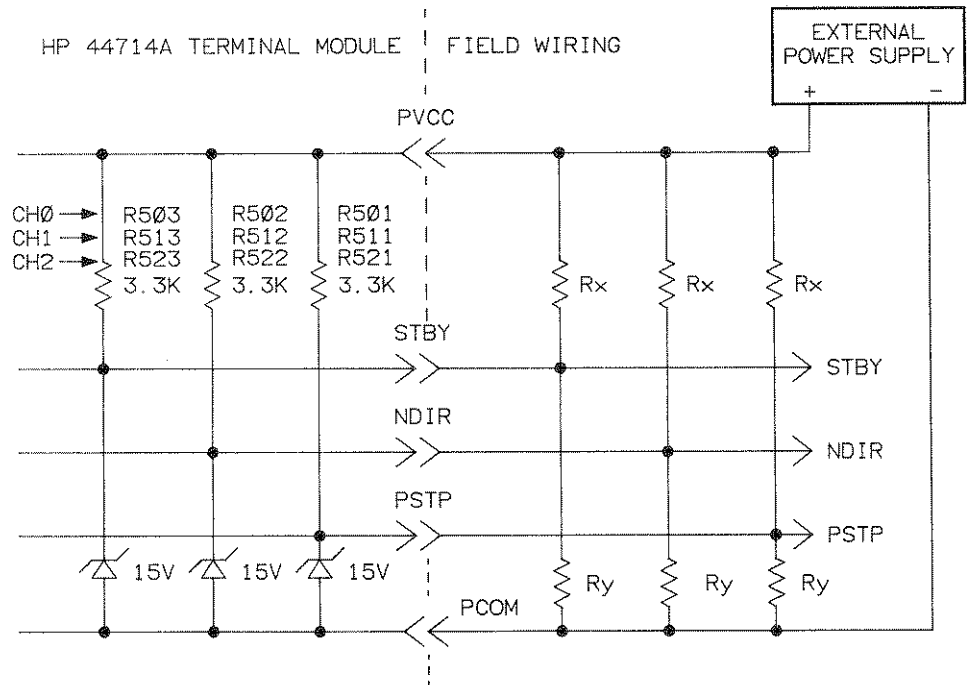 HP 44714A TERMINAL MODULE
FIELD WIRING
EXTERNAL
POWER SUPPLY
+ -
PVCC
CHØ R5Ø3 R5Ø2 R5Ø1
CH1 R513 R512 R511
CH2 R523 R522 R521
3.3K 3.3K 3.3K
Rx Rx Rx
STBY
STBY
NDIR
NDIR
PSTP
PSTP
15V 15V 15V
Ry Ry Ry
PCOM